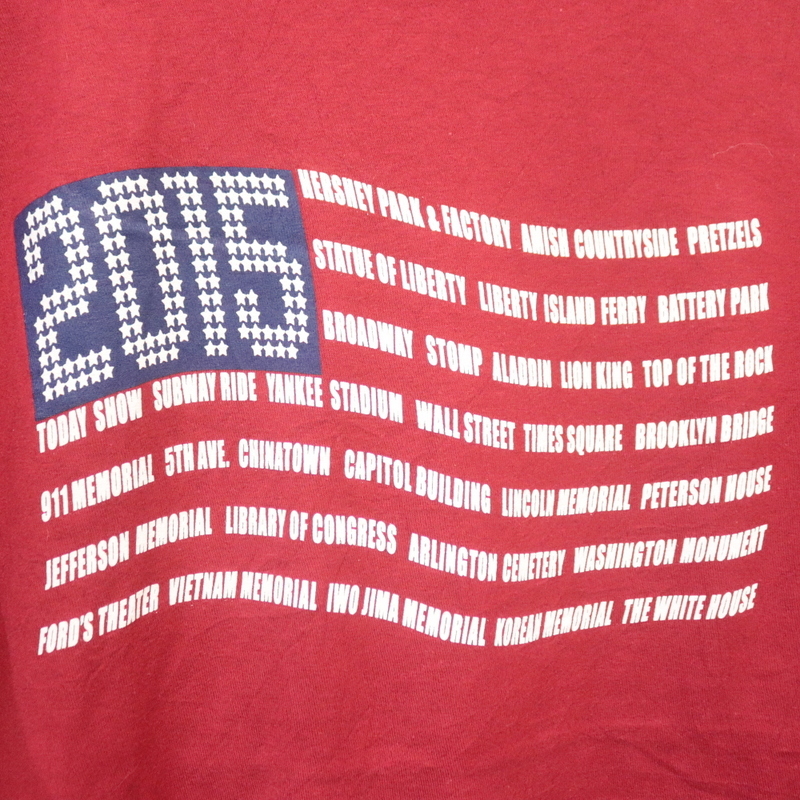 2015
HERSHEY PARK & FACTORY AMISH COUNTRYSIDE PRETZELS
STATUE OF LIBERTY LIBERTY ISLAND FERRY BATTERY PARK
BROADWAY STOMP ALADDIN LION KING TOP OF THE ROCK
TODAY SHOW SUBWAY RIDE YANKEE STADIUM WALL STREET TIMES SQUARE BROOKLYN BRIDGE
911 MEMORIAL 5TH AVE. CHINATOWN CAPITOL BUILDING LINCOLN MEMORIAL PETERSON HOUSE
JEFFERSON MEMORIAL LIBRARY OF CONGRESS ARLINGTON CEMETERY WASHINGTON MONUMENT
FORD'S THEATER VIETNAM MEMORIAL IWO JIMA MEMORIAL KOREAN MEMORIAL THE WHITE HOUSE